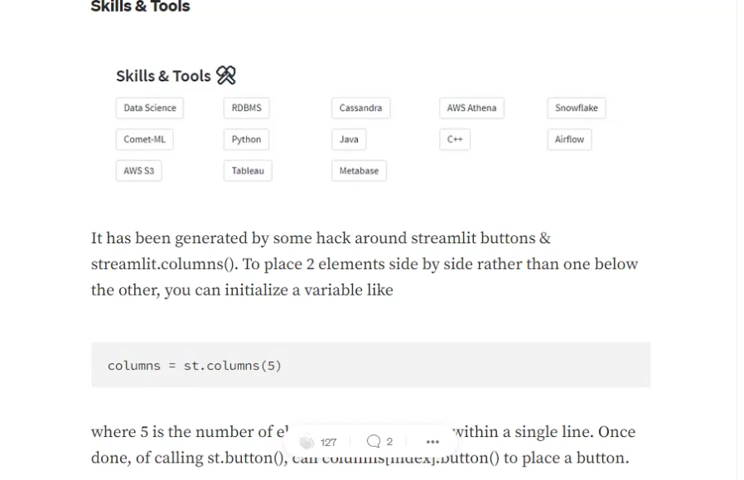 Skills & Tools
Skills & Tools
Data Science RDBMS Cassandra AWS Athena Snowflake
Comet-ML Python Java C++ Airflow
AWS S3 Tableau Metabase
It has been generated by some hack around streamlit buttons &
streamlit.columns(). To place 2 elements side by side rather than one below
the other, you can initialize a variable like
columns = st.columns(5)
where 5 is the number of within a single line. Once
127 2
done, of calling st.button(), call columns[index].button() to place a button.